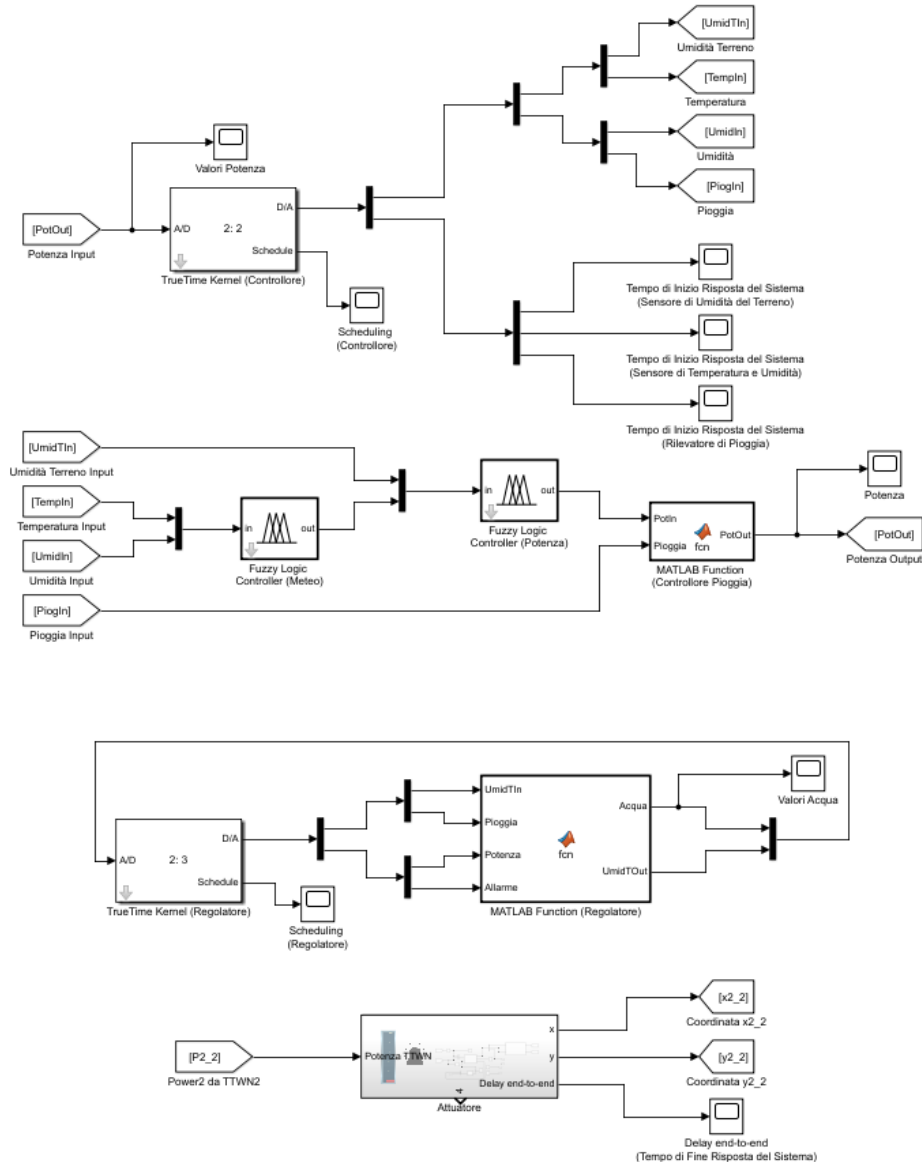 [UmidTIn]
Umidità Terreno
[TempIn]
Temperatura
[UmidIn]
Umidità
[PiogIn]
Pioggia
Valori Potenza
[PotOut]
Potenza Input
A/D
2: 2
D/A
Schedule
TrueTime Kernel (Controllore)
Scheduling
(Controllore)
Tempo di Inizio Risposta del Sistema
(Sensore di Umidità del Terreno)
Tempo di Inizio Risposta del Sistema
(Sensore di Temperatura e Umidità)
Tempo di Inizio Risposta del Sistema
(Rilevatore di Pioggia)
[UmidTIn]
Umidità Terreno Input
[TempIn]
Temperatura Input
[UmidIn]
Umidità Input
[PiogIn]
Pioggia Input
in
out
Fuzzy Logic
Controller (Meteo)
in
out
Fuzzy Logic
Controller (Potenza)
PotIn
Pioggia
fcn
PotOut
MATLAB Function
(Controllore Pioggia)
Potenza
[PotOut]
Potenza Output
A/D
2: 3
D/A
Schedule
TrueTime Kernel (Regolatore)
Scheduling
(Regolatore)
UmidTIn
Pioggia
Potenza
Allarme
fcn
Acqua
UmidTOut
MATLAB Function (Regolatore)
Valori Acqua
[P2_2]
Power2 da TTWN2
Potenza TTWN
x
y
Delay end-to-end
4
Attuatore
[x2_2]
Coordinata x2_2
[y2_2]
Coordinata y2_2
Delay end-to-end
(Tempo di Fine Risposta del Sistema)